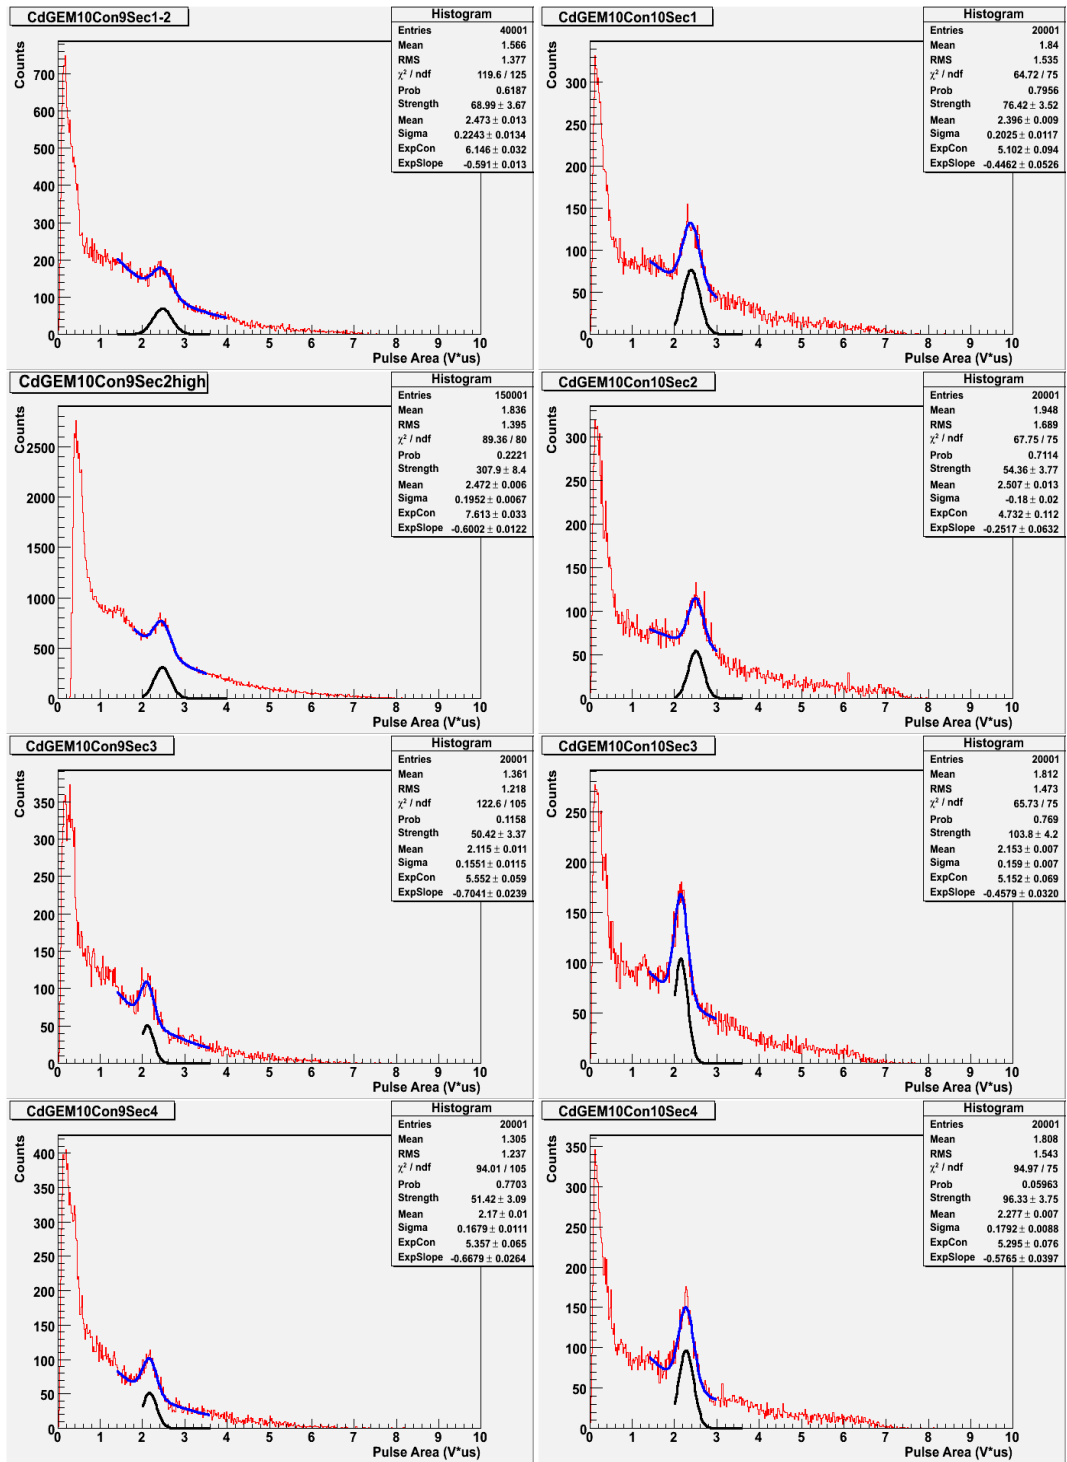 CdGEM10Con9Sec1-2
Histogram
Entries 40001
Mean 1.566
RMS 1.377
χ² / ndf 119.6 / 125
Prob 0.6187
Strength 68.99 ± 3.67
Mean 2.473 ± 0.013
Sigma 0.2243 ± 0.0134
ExpCon 6.146 ± 0.032
ExpSlope -0.591 ± 0.013
Counts
700
600
500
400
300
200
100
0
0 1 2 3 4 5 6 7 8 9 10
Pulse Area (V*us)
CdGEM10Con10Sec1
Histogram
Entries 20001
Mean 1.84
RMS 1.535
χ² / ndf 64.72 / 75
Prob 0.7956
Strength 76.42 ± 3.52
Mean 2.396 ± 0.009
Sigma 0.2025 ± 0.0117
ExpCon 5.102 ± 0.094
ExpSlope -0.4462 ± 0.0526
Counts
300
250
200
150
100
50
0
0 1 2 3 4 5 6 7 8 9 10
Pulse Area (V*us)
CdGEM10Con9Sec2high
Histogram
Entries 150001
Mean 1.836
RMS 1.395
χ² / ndf 89.36 / 80
Prob 0.2221
Strength 307.9 ± 8.4
Mean 2.472 ± 0.006
Sigma 0.1952 ± 0.0067
ExpCon 7.613 ± 0.033
ExpSlope -0.6002 ± 0.0122
Counts
2500
2000
1500
1000
500
0
0 1 2 3 4 5 6 7 8 9 10
Pulse Area (V*us)
CdGEM10Con10Sec2
Histogram
Entries 20001
Mean 1.948
RMS 1.689
χ² / ndf 67.75 / 75
Prob 0.7114
Strength 54.36 ± 3.77
Mean 2.507 ± 0.013
Sigma -0.18 ± 0.02
ExpCon 4.732 ± 0.112
ExpSlope -0.2517 ± 0.0632
Counts
300
250
200
150
100
50
0
0 1 2 3 4 5 6 7 8 9 10
Pulse Area (V*us)
CdGEM10Con9Sec3
Histogram
Entries 20001
Mean 1.361
RMS 1.218
χ² / ndf 122.6 / 105
Prob 0.1158
Strength 50.42 ± 3.37
Mean 2.115 ± 0.011
Sigma 0.1551 ± 0.0115
ExpCon 5.552 ± 0.059
ExpSlope -0.7041 ± 0.0239
Counts
350
300
250
200
150
100
50
0
0 1 2 3 4 5 6 7 8 9 10
Pulse Area (V*us)
CdGEM10Con10Sec3
Histogram
Entries 20001
Mean 1.812
RMS 1.473
χ² / ndf 65.73 / 75
Prob 0.769
Strength 103.8 ± 4.2
Mean 2.153 ± 0.007
Sigma 0.159 ± 0.007
ExpCon 5.152 ± 0.069
ExpSlope -0.4579 ± 0.0320
Counts
250
200
150
100
50
0
0 1 2 3 4 5 6 7 8 9 10
Pulse Area (V*us)
CdGEM10Con9Sec4
Histogram
Entries 20001
Mean 1.305
RMS 1.237
χ² / ndf 94.01 / 105
Prob 0.7703
Strength 51.42 ± 3.09
Mean 2.17 ± 0.01
Sigma 0.1679 ± 0.0111
ExpCon 5.357 ± 0.065
ExpSlope -0.6679 ± 0.0264
Counts
400
350
300
250
200
150
100
50
0
0 1 2 3 4 5 6 7 8 9 10
Pulse Area (V*us)
CdGEM10Con10Sec4
Histogram
Entries 20001
Mean 1.808
RMS 1.543
χ² / ndf 94.97 / 75
Prob 0.05963
Strength 96.33 ± 3.75
Mean 2.277 ± 0.007
Sigma 0.1792 ± 0.0088
ExpCon 5.295 ± 0.076
ExpSlope -0.5765 ± 0.0397
Counts
350
300
250
200
150
100
50
0
0 1 2 3 4 5 6 7 8 9 10
Pulse Area (V*us)